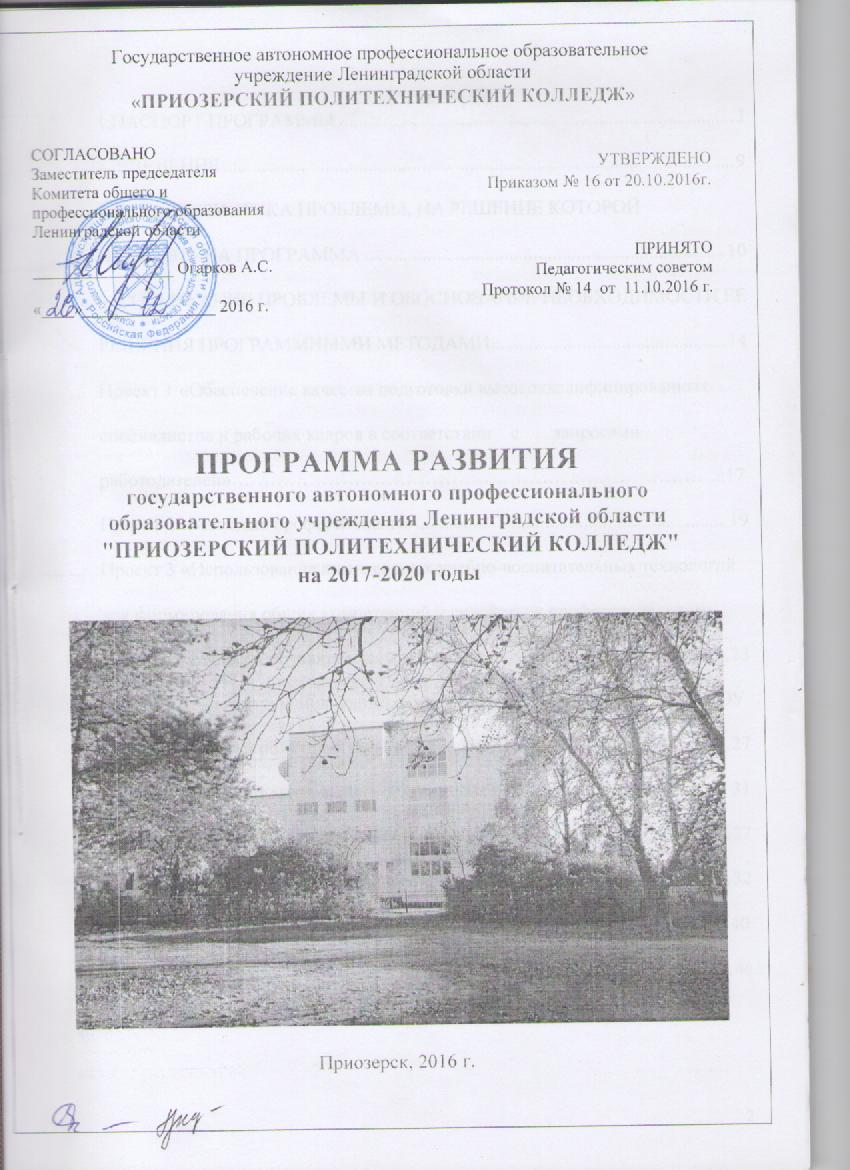 Государственное автономное профессиональное образовательное
учреждение Ленинградской области
«ПРИОЗЕРСКИЙ ПОЛИТЕХНИЧЕСКИЙ КОЛЛЕДЖ»
СОГЛАСОВАНО
Заместитель председателя
Комитета общего и
профессионального образования
Ленинградской области
Огарков А.С.
2016 г.
УТВЕРЖДЕНО
Приказом № 16 от 20.10.2016г.
ПРИНЯТО
Педагогическим советом
Протокол № 14 от 11.10.2016 г.
Российская Федерация
ПРОГРАММА РАЗВИТИЯ
государственного автономного профессионального
образовательного учреждения Ленинградской области
"ПРИОЗЕРСКИЙ ПОЛИТЕХНИЧЕСКИЙ КОЛЛЕДЖ"
на 2017-2020 годы
Приозерск, 2016 г.